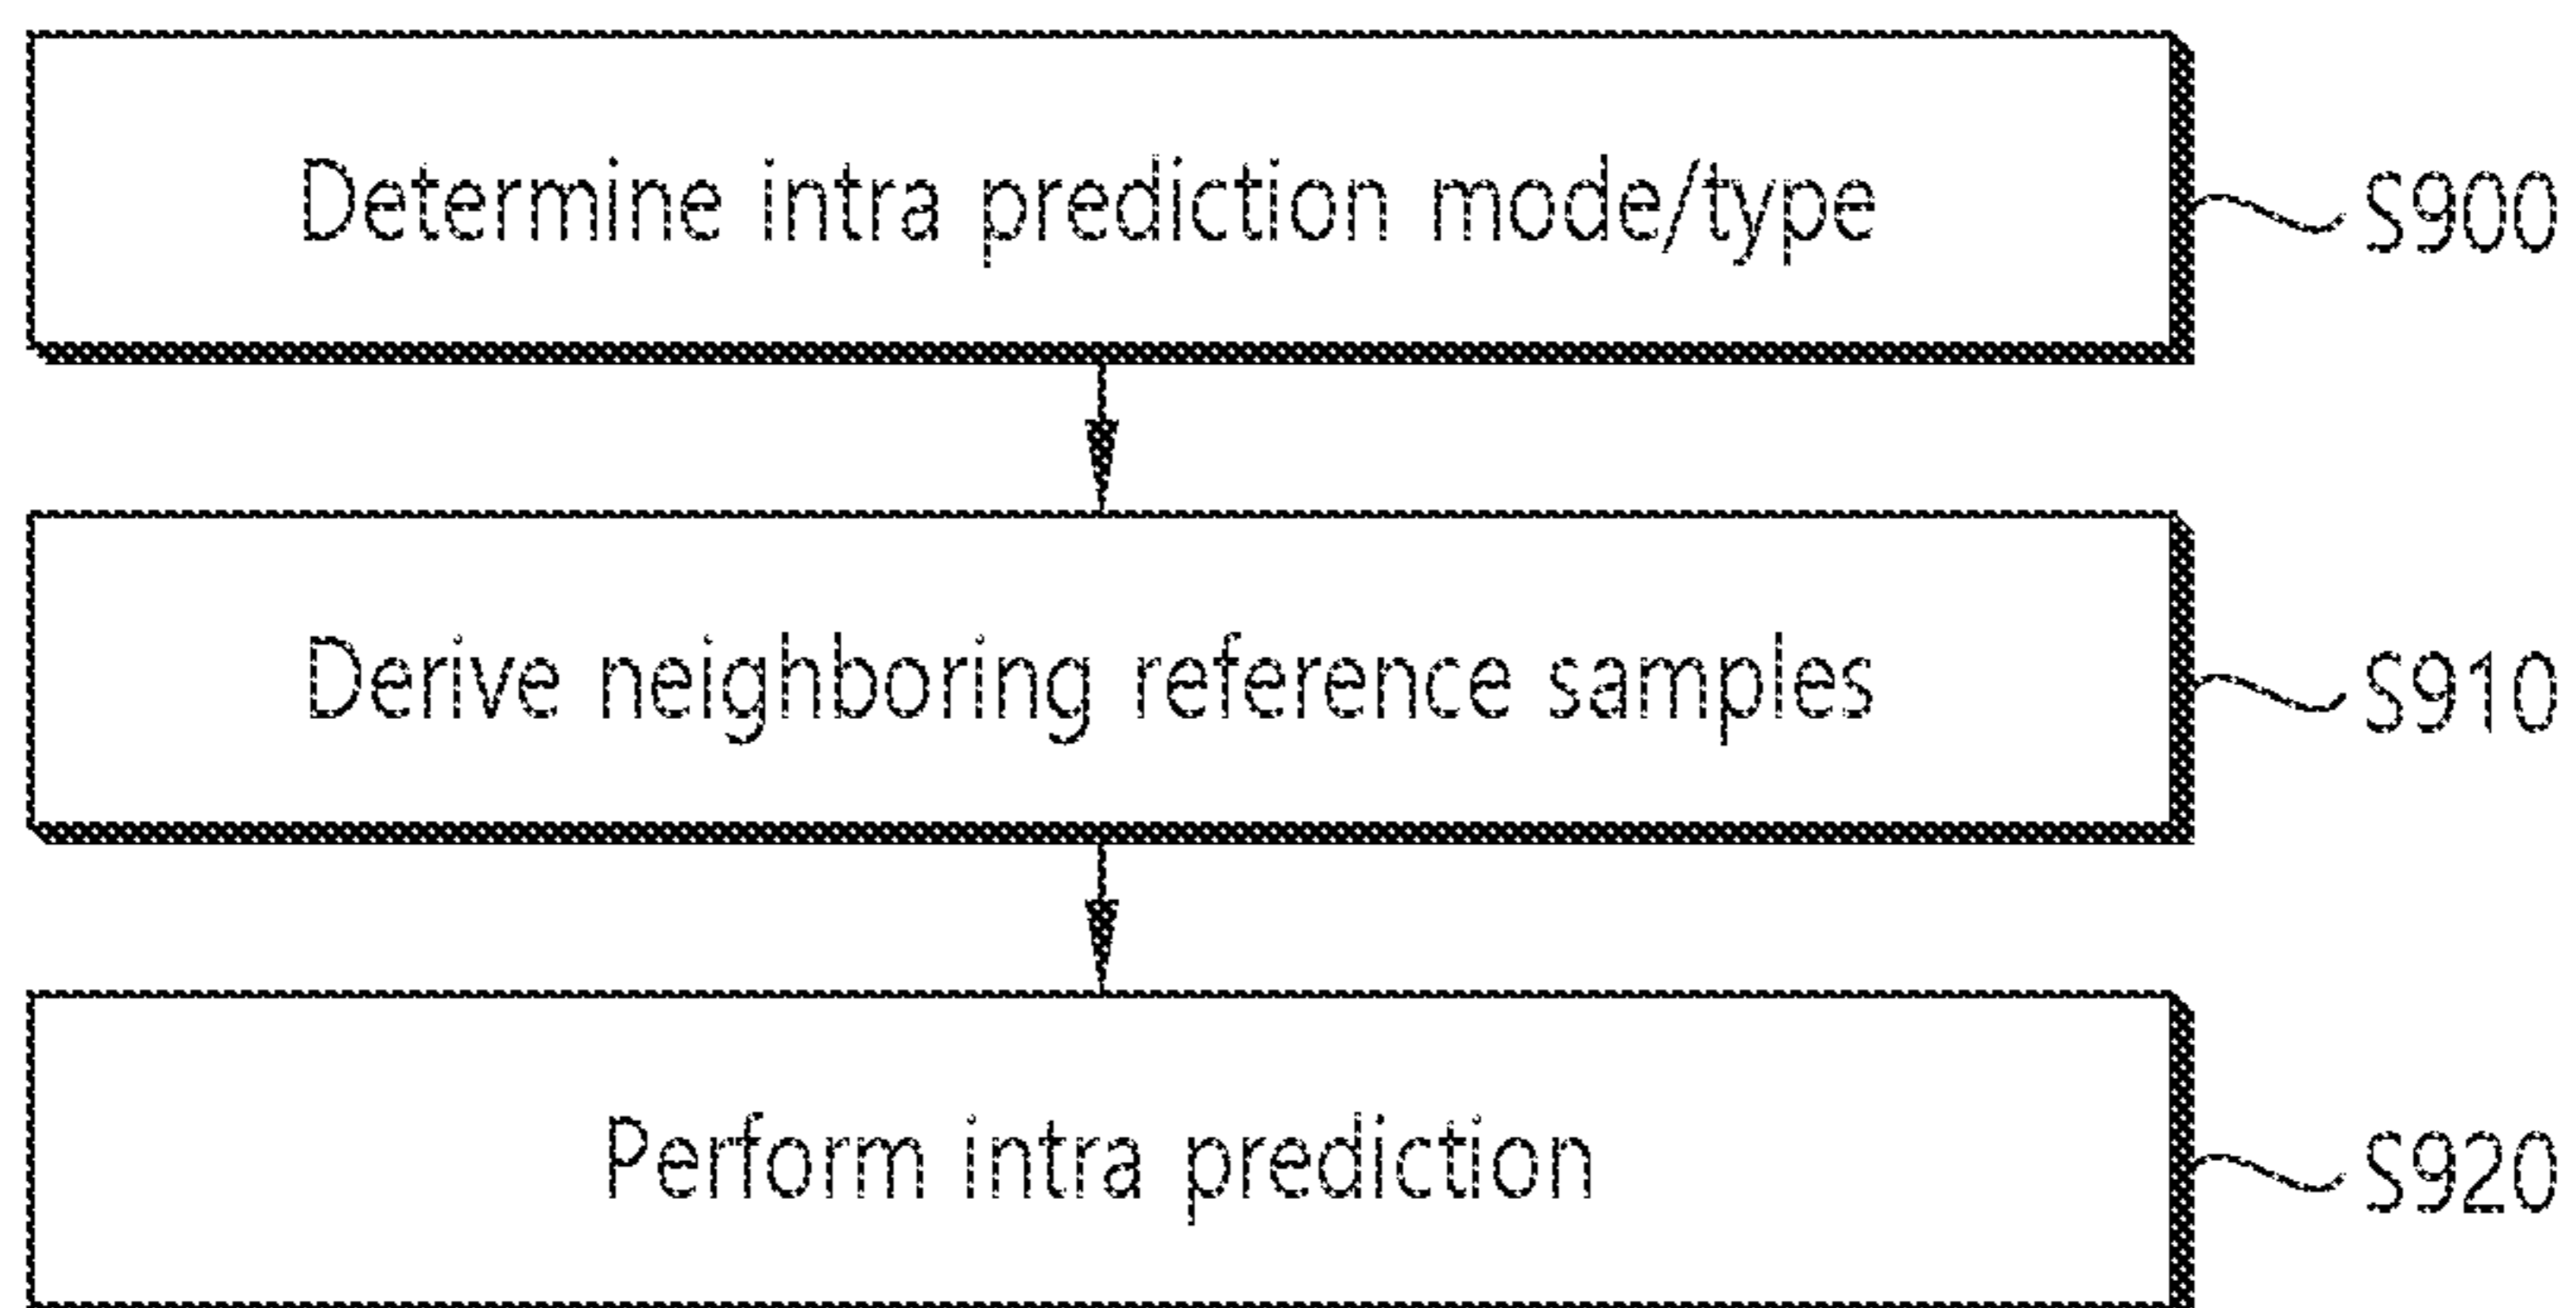 Determine intra prediction mode/type
S900
Derive neighboring reference samples
S910
Perform intra prediction
S920